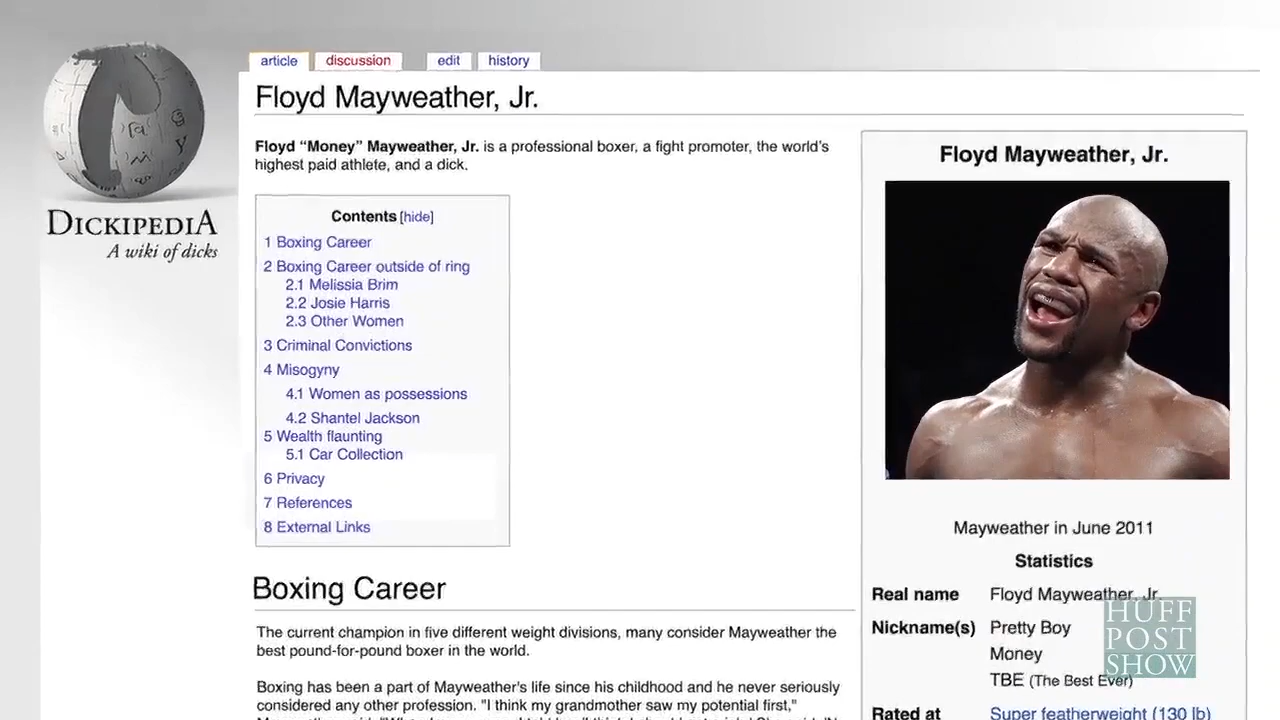 article discussion edit history
Floyd Mayweather, Jr.
Floyd “Money” Mayweather, Jr. is a professional boxer, a fight promoter, the world’s
highest paid athlete, and a dick.
DICKIPEDIA
A wiki of dicks
Contents [hide]
1 Boxing Career
2 Boxing Career outside of ring
2.1 Melissia Brim
2.2 Josie Harris
2.3 Other Women
3 Criminal Convictions
4 Misogyny
4.1 Women as possessions
4.2 Shantel Jackson
5 Wealth flaunting
5.1 Car Collection
6 Privacy
7 References
8 External Links
Boxing Career
The current champion in five different weight divisions, many consider Mayweather the
best pound-for-pound boxer in the world.
Boxing has been a part of Mayweather's life since his childhood and he never seriously
considered any other profession. "I think my grandmother saw my potential first,"
Floyd Mayweather, Jr.
Mayweather in June 2011
Statistics
Real name Floyd Mayweather, Jr.
Nickname(s) Pretty Boy
Money
TBE (The Best Ever)
Rated at Super featherweight (130 lb)
HUFF
POST
SHOW